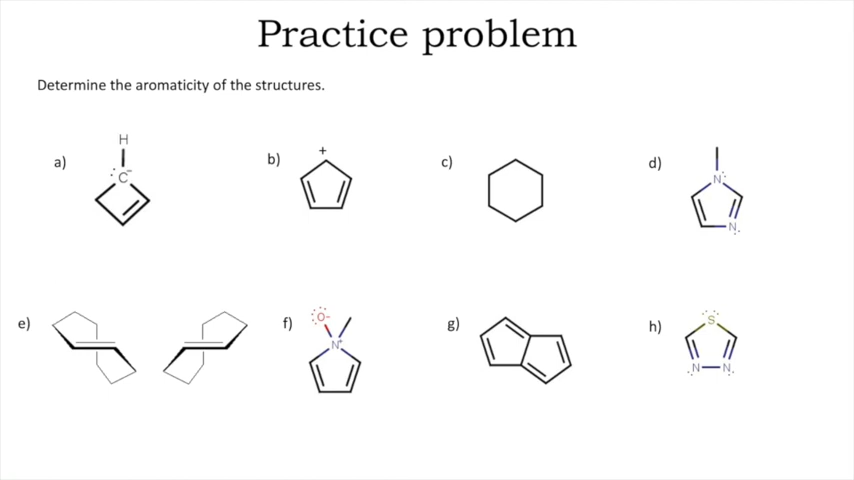 Practice problem
Determine the aromaticity of the structures.
a)
H
:C−
b)
+
c)
d)
N:
N:
e)
f)
:O−
N+
g)
h)
S
:N
N: